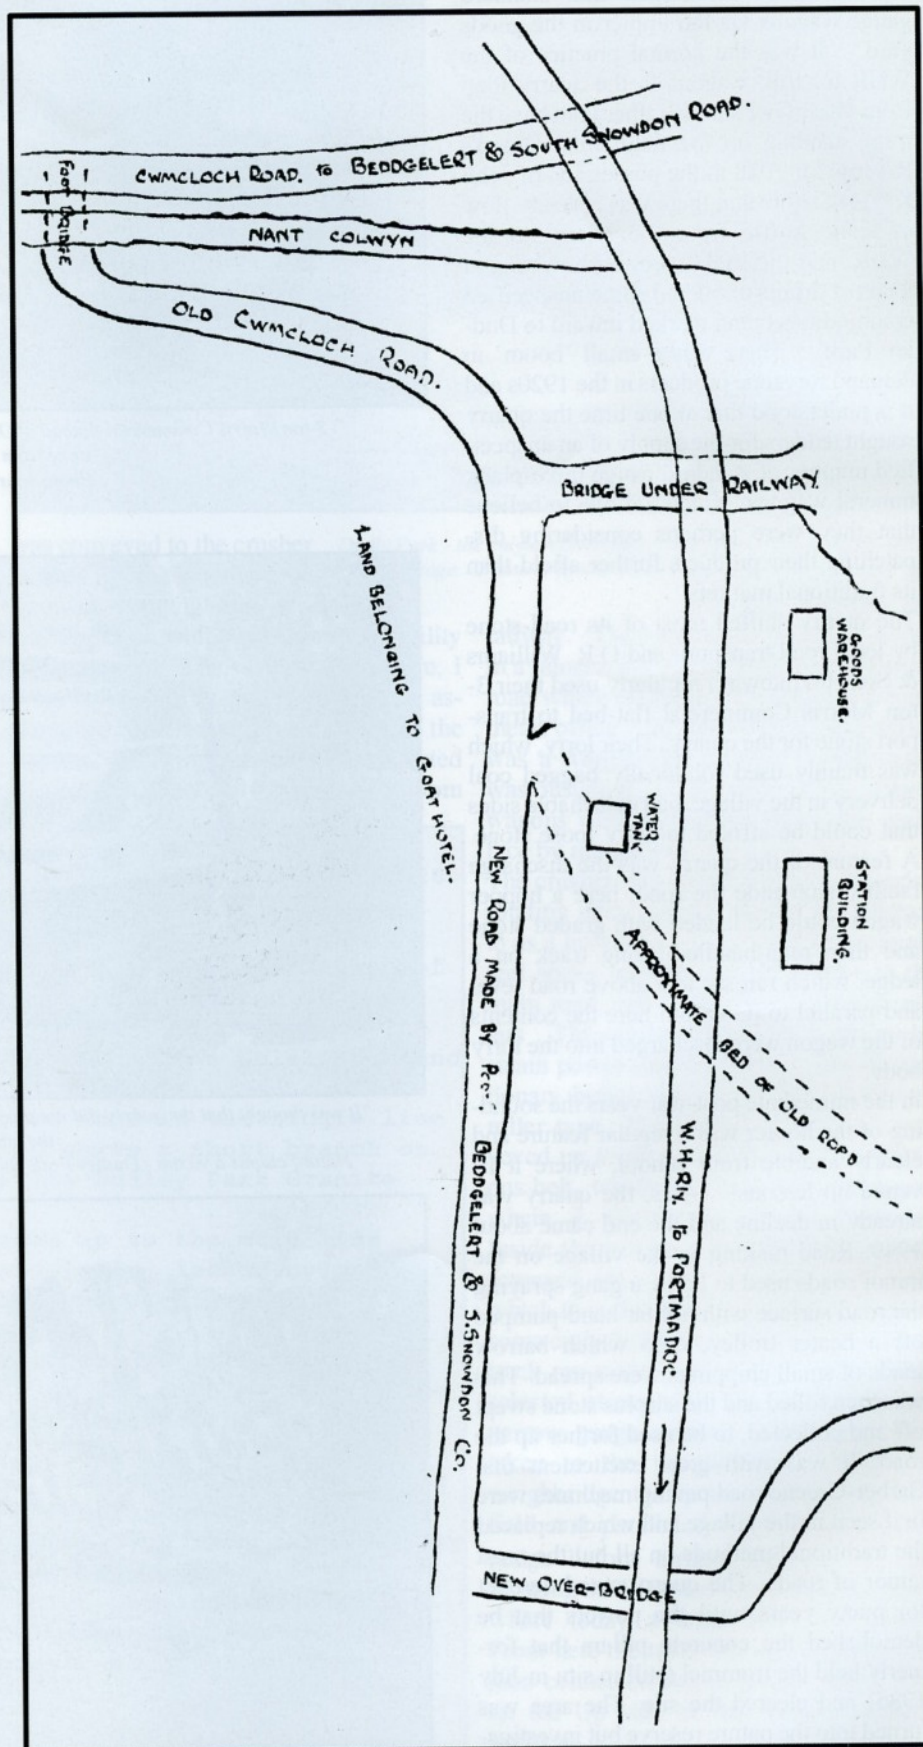 CWMCLOCH ROAD. to BEDDGELERT & SOUTH SNOWDON ROAD.
FOOT BRIDGE
NANT COLWYN
OLD CWMCLOCH ROAD.
BRIDGE UNDER RAILWAY
LAND BELONGING TO GOAT HOTEL.
GOODS
WAREHOUSE.
WATER
TANK.
STATION
BUILDING,
APPROXIMATE BED OF OLD ROAD
NEW ROAD MADE BY P.B. BEDDGELERT & S. SNOWDON Co.
W.H.RLY. to PORTMADOC
NEW OVER-BRIDGE